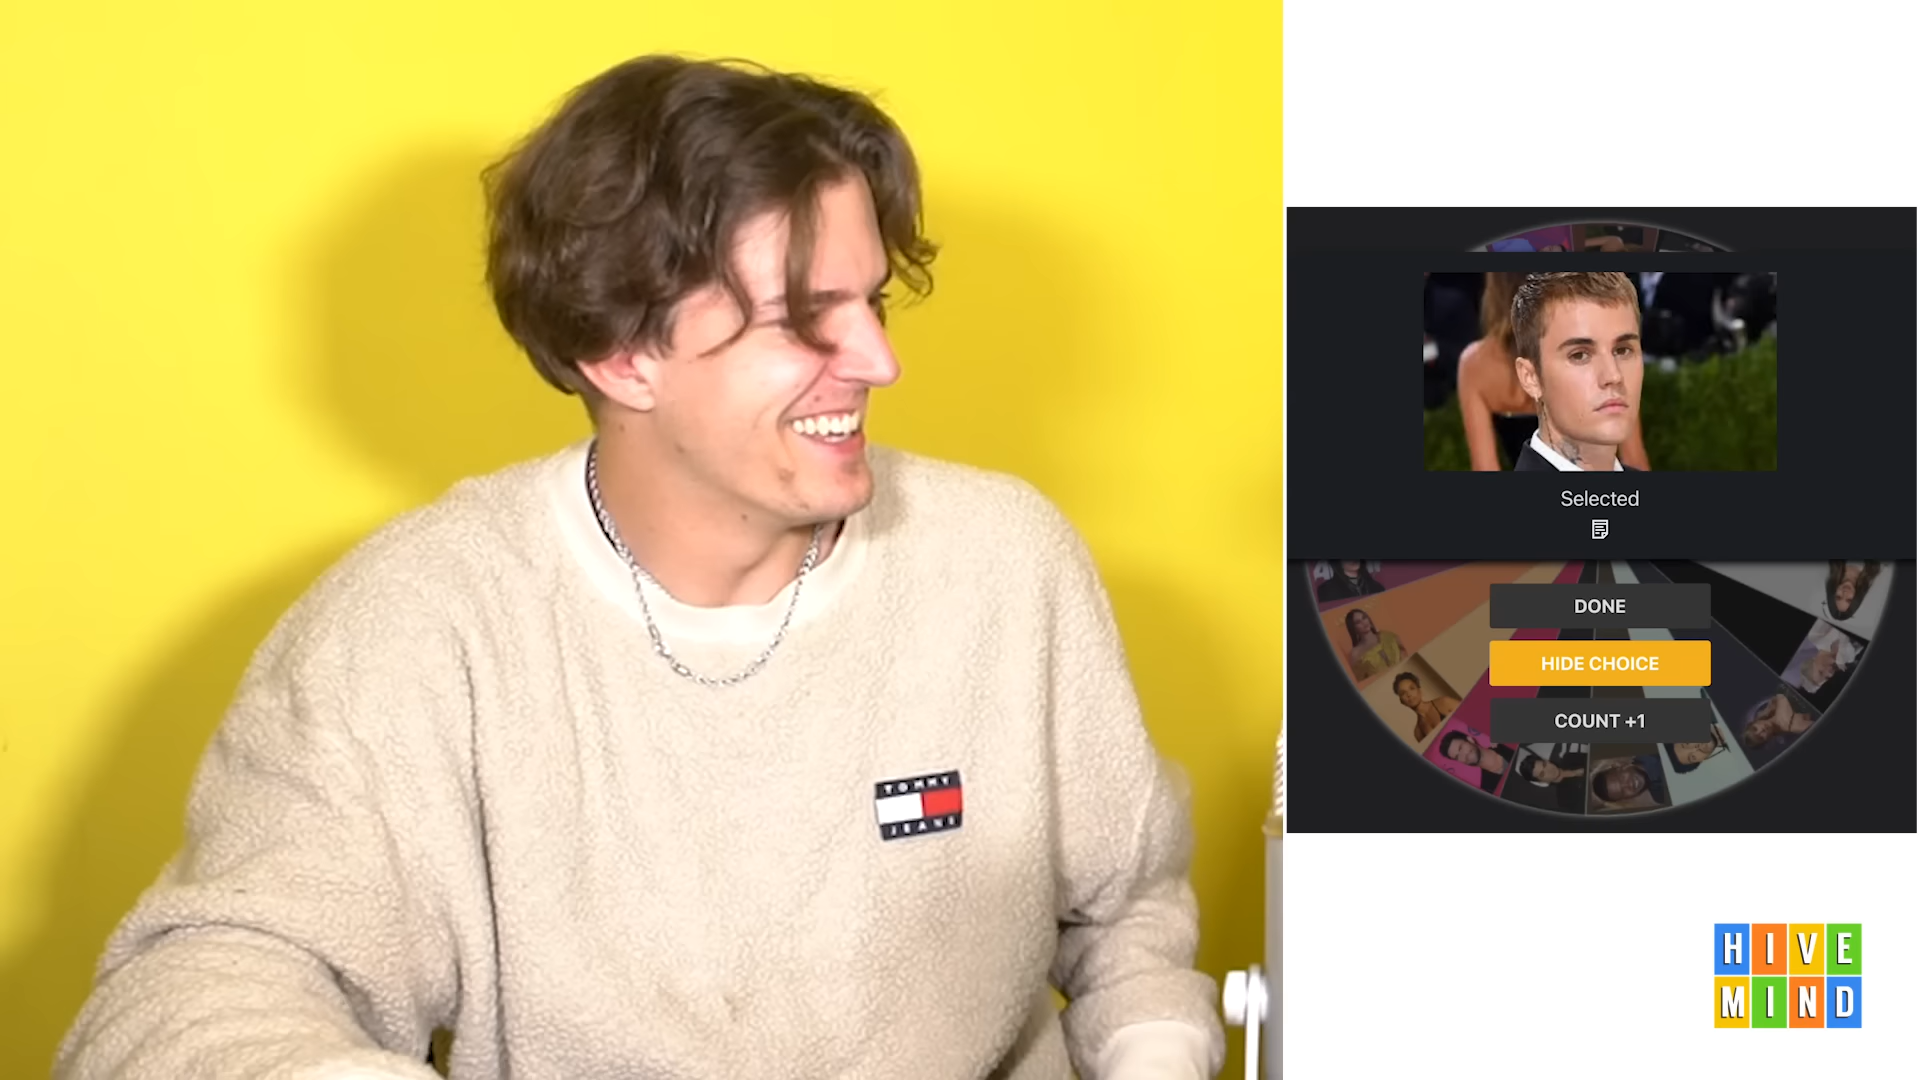 TOMMY
JEANS
Selected
DONE
HIDE CHOICE
COUNT +1
HIVE
MIND